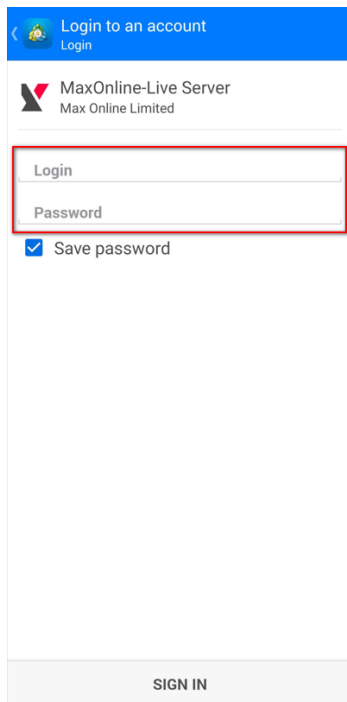 Login to an account
Login
MaxOnline-Live Server
Max Online Limited
Login
Password
Save password
SIGN IN